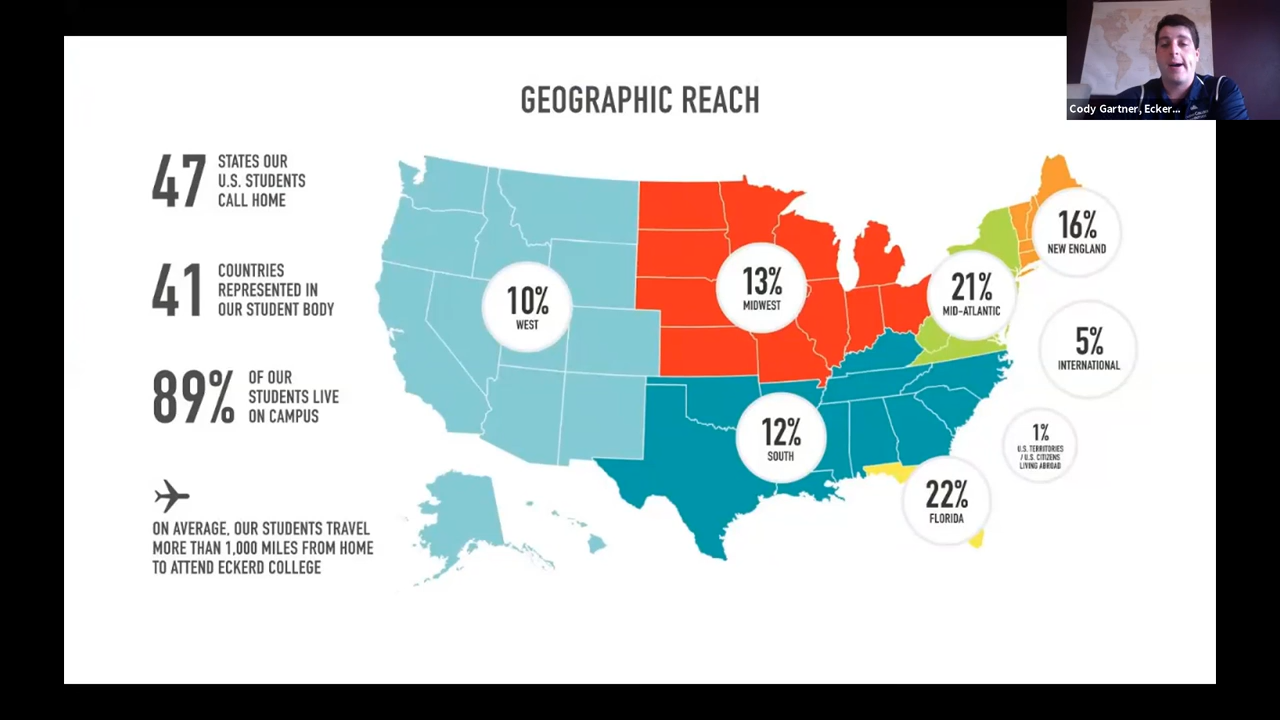 GEOGRAPHIC REACH
Cody Gartner, Ecker...
47
STATES OUR
U.S. STUDENTS
CALL HOME
41
COUNTRIES
REPRESENTED IN
OUR STUDENT BODY
89%
OF OUR
STUDENTS LIVE
ON CAMPUS
ON AVERAGE, OUR STUDENTS TRAVEL
MORE THAN 1,000 MILES FROM HOME
TO ATTEND ECKERD COLLEGE
10%
WEST
13%
MIDWEST
21%
MID-ATLANTIC
16%
NEW ENGLAND
5%
INTERNATIONAL
12%
SOUTH
1%
U.S. TERRITORIES
/ U.S. CITIZENS
LIVING ABROAD
22%
FLORIDA